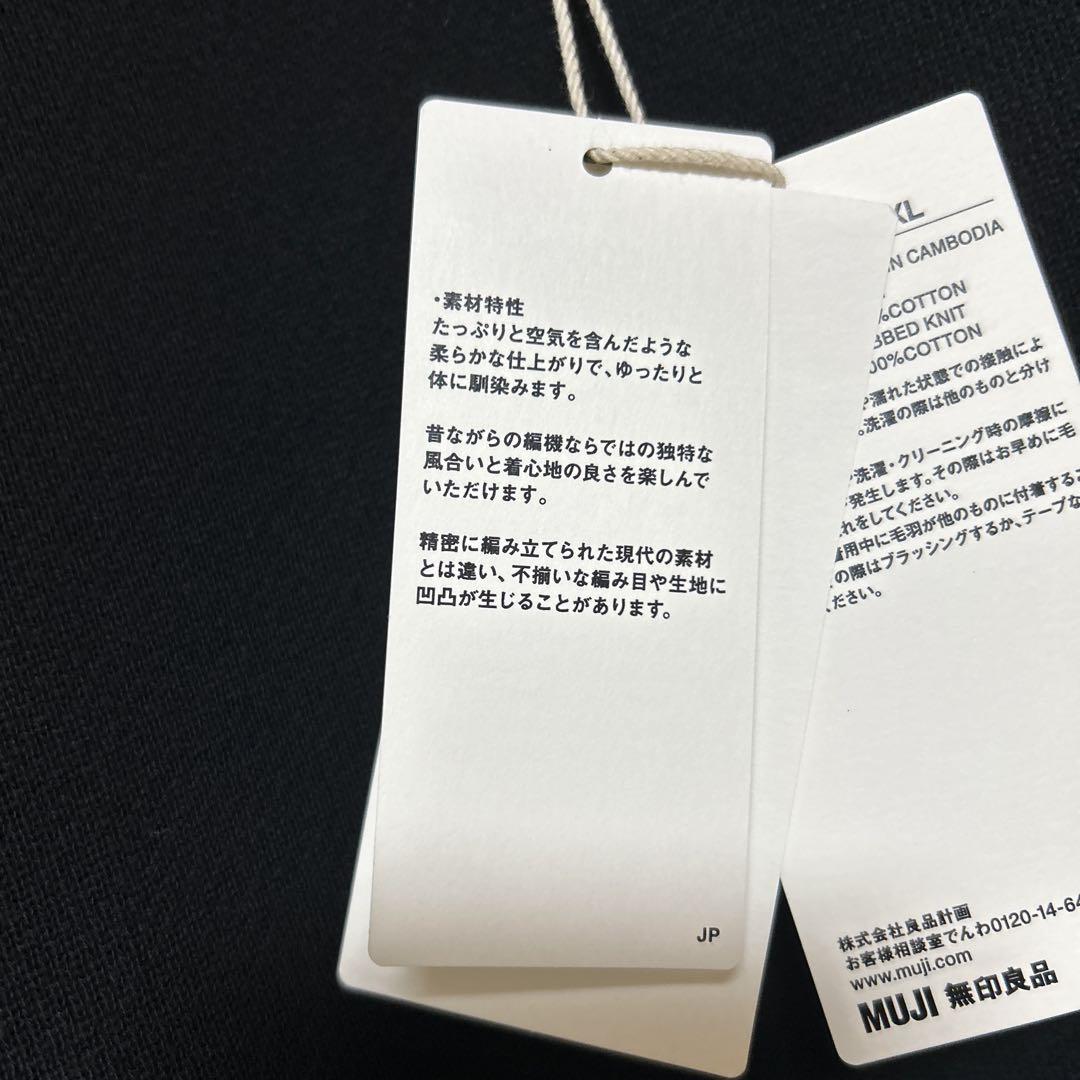 ・素材特性
たっぷりと空気を含んだような
柔らかな仕上がりで、ゆったりと
体に馴染みます。
昔ながらの編機ならではの独特な
風合いと着心地の良さを楽しんで
いただけます。
精密に編み立てられた現代の素材
とは違い、不揃いな編み目や生地に
凹凸が生じることがあります。
JP
XL
IN CAMBODIA
%COTTON
BBED KNIT
00%COTTON
や濡れた状態での接触によ
。洗濯の際は他のものと分け
洗濯・クリーニング時の摩擦に
発生します。その際はお早めに毛
れをしてください。
着用中に毛羽が他のものに付着するこ
の際はブラッシングするか、テープな
ください。
株式会社良品計画
お客様相談室でんわ0120-14-64
www.muji.com
MUJI 無印良品